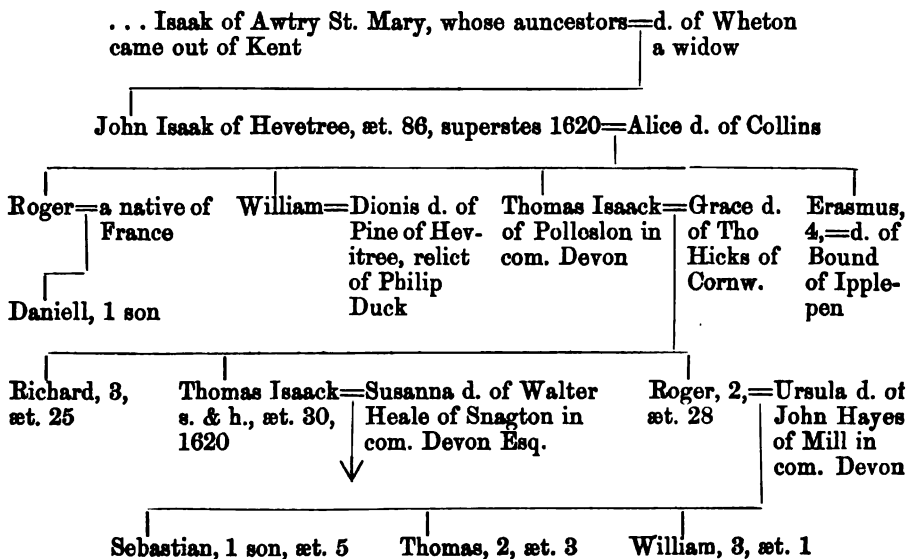 ... Isaak of Awtry St. Mary, whose auncestors=d. of Wheton
came out of Kent
a widow
John Isaak of Hevetree, æt. 86, superstes 1620=Alice d. of Collins
Roger=a native of
France
William=Dionis d. of
Pine of Hev-
itree, relict
of Philip
Duck
Thomas Isaack=Grace d.
of Polloslon in
com. Devon
of Tho
Hicks of
Cornw.
Erasmus,
4,=d. of
Bound
of Ipple-
pen
Daniell, 1 son
Richard, 3,
æt. 25
Thomas Isaack=Susanna d. of Walter
s. & h., æt. 30,
1620
Heale of Snagton in
com. Devon Esq.
Roger, 2,=Ursula d. of
æt. 28
John Hayes
of Mill in
com. Devon
Sebastian, 1 son, æt. 5
Thomas, 2, æt. 3
William, 3, æt. 1